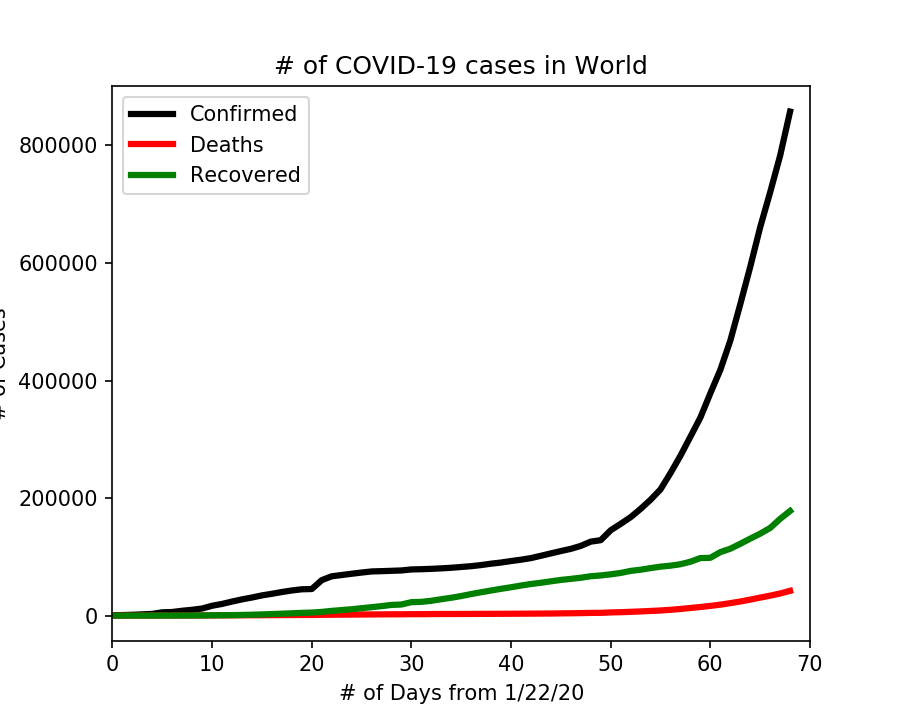 # of COVID-19 cases in World
Confirmed
Deaths
Recovered
800000
600000
400000
200000
0
0 10 20 30 40 50 60 70
# of Days from 1/22/20